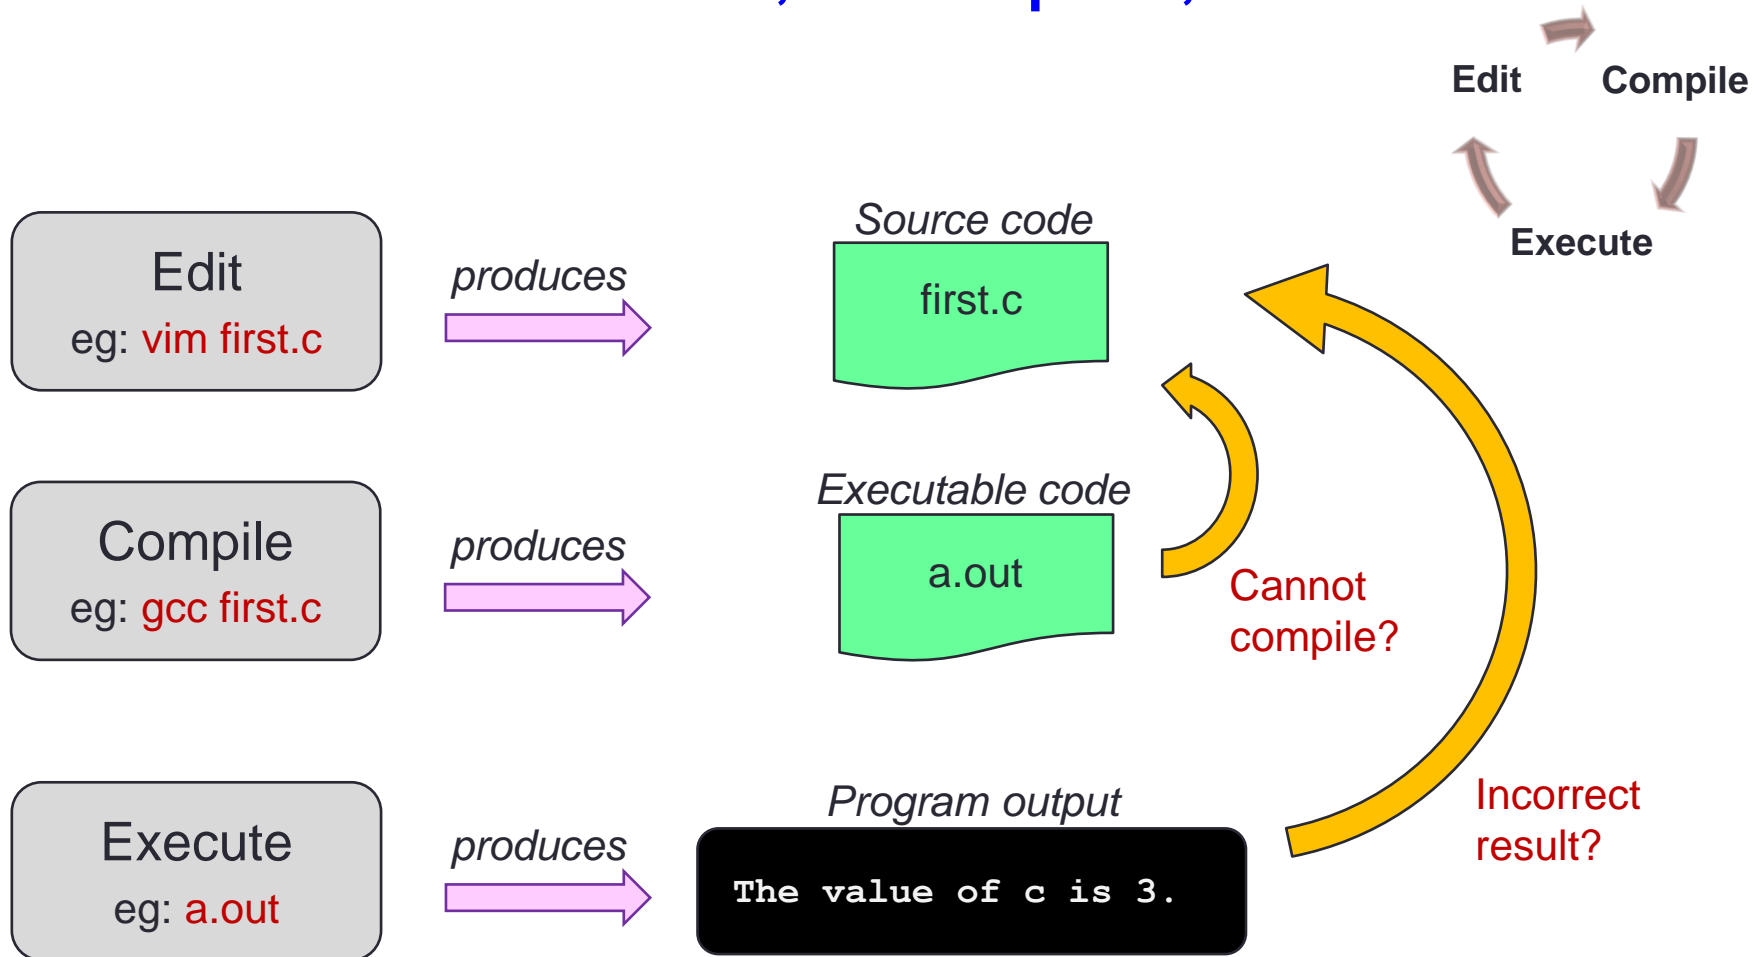 Edit
Compile
Execute
Edit
eg: vim first.c
produces
Source code
first.c
Compile
eg: gcc first.c
produces
Executable code
a.out
Cannot
compile?
Execute
eg: a.out
produces
Program output
The value of c is 3.
Incorrect
result?